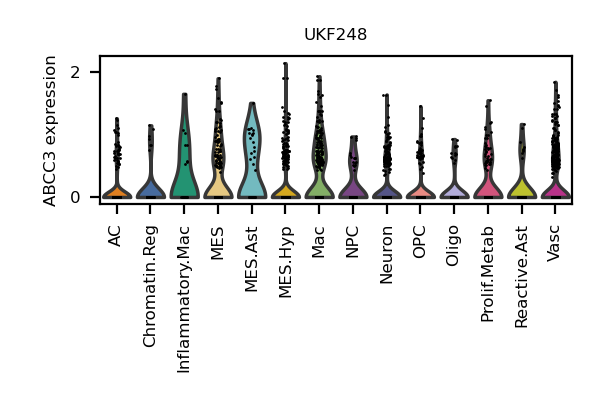 UKF248
ABCC3 expression
2
0
AC
Chromatin.Reg
Inflammatory.Mac
MES
MES.Ast
MES.Hyp
Mac
NPC
Neuron
OPC
Oligo
Prolif.Metab
Reactive.Ast
Vasc